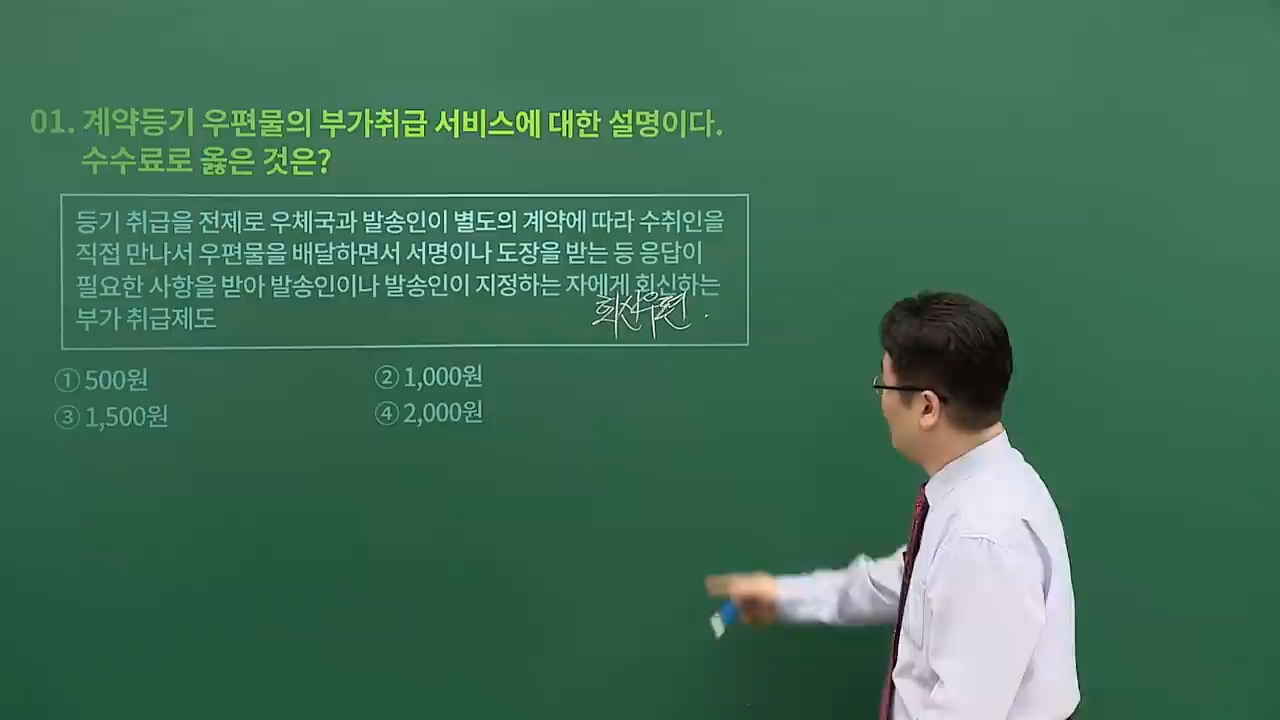 01. 계약등기 우편물의 부가취급 서비스에 대한 설명이다.
수수료로 옳은 것은?
등기 취급을 전제로 우체국과 발송인이 별도의 계약에 따라 수취인을
직접 만나서 우편물을 배달하면서 서명이나 도장을 받는 등 응답이
필요한 사항을 받아 발송인이나 발송인이 지정하는 자에게 회신하는
부가 취급제도
회신우편.
① 500원
② 1,000원
③ 1,500원
④ 2,000원